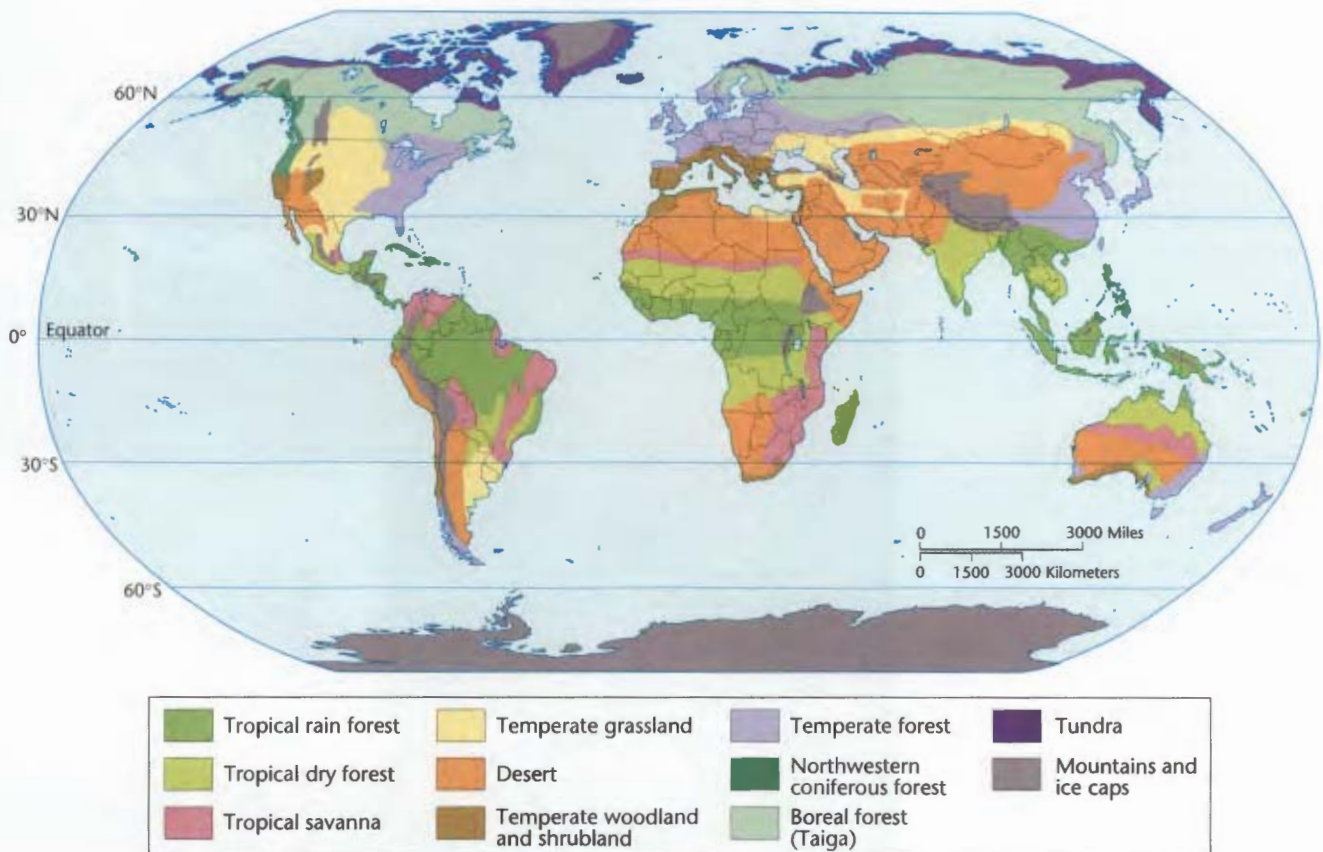 60°N
30°N
0° Equator
30°S
0 1500 3000 Miles
0 1500 3000 Kilometers
60°S
Tropical rain forest
Tropical dry forest
Tropical savanna
Temperate grassland
Desert
Temperate woodland
and shrubland
Temperate forest
Northwestern
coniferous forest
Boreal forest
(Taiga)
Tundra
Mountains and
ice caps